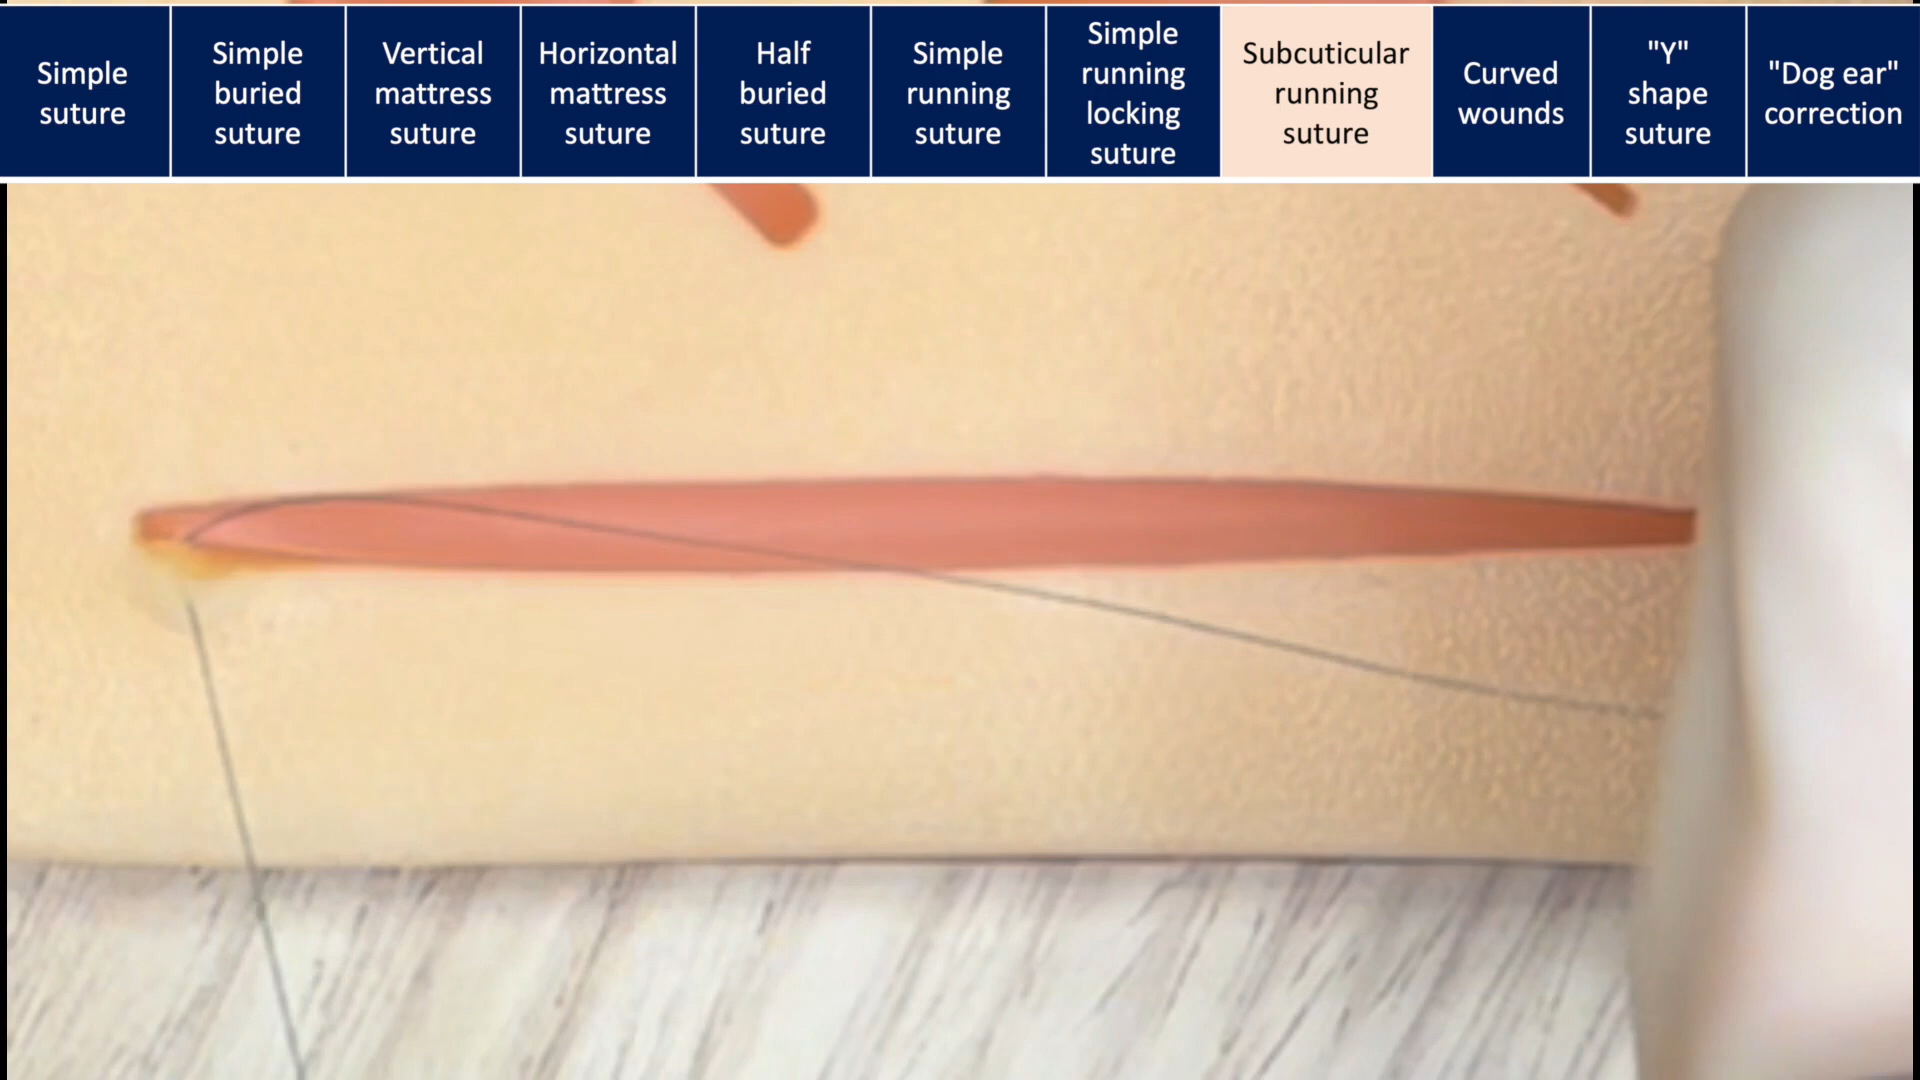 Simple
suture
Simple
buried
suture
Vertical
mattress
suture
Horizontal
mattress
suture
Half
buried
suture
Simple
running
suture
Simple
running
locking
suture
Subcuticular
running
suture
Curved
wounds
"Y"
shape
suture
"Dog ear"
correction